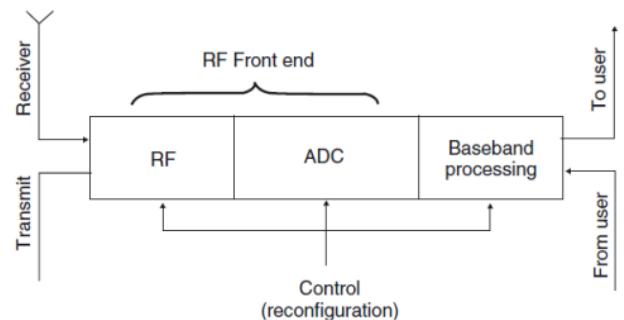 RF Front end
Receiver
To user
RF
ADC
Baseband
processing
Transmit
From user
Control
(reconfiguration)